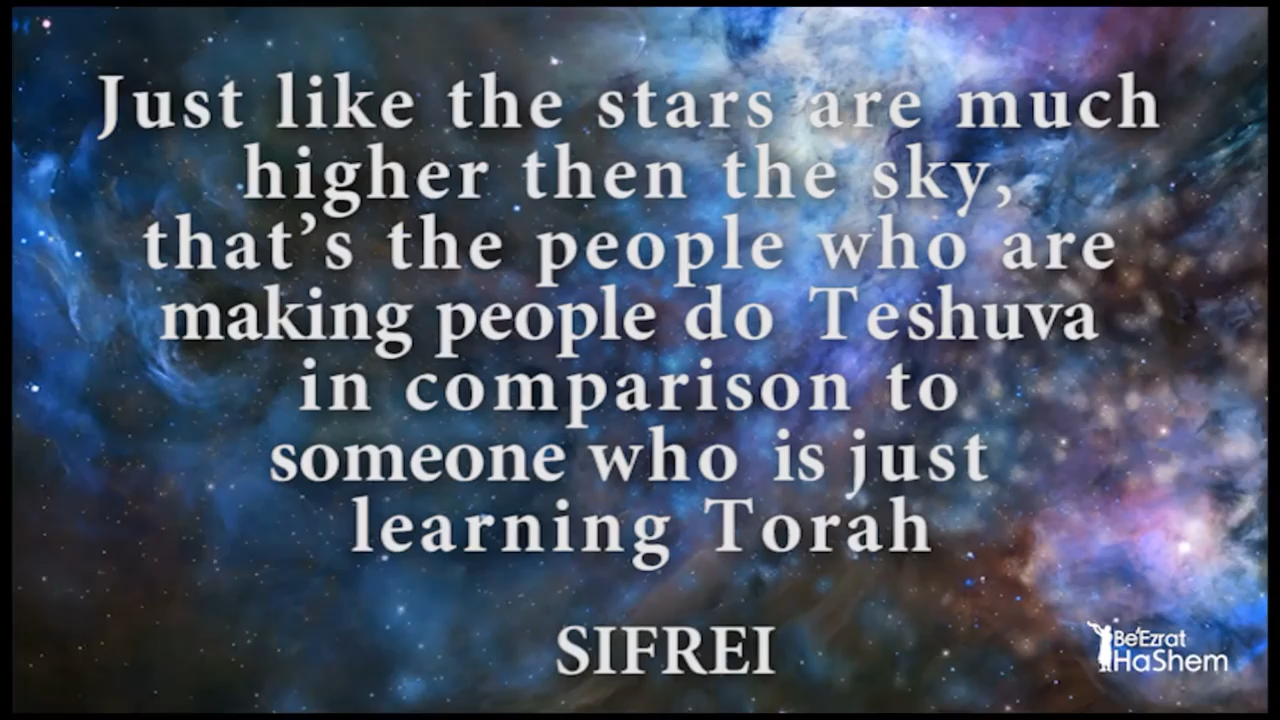 Just like the stars are much
higher then the sky,
that's the people who are
making people do Teshuva
in comparison to
someone who is just
learning Torah
SIFREI
Be'Ezrat
HaShem